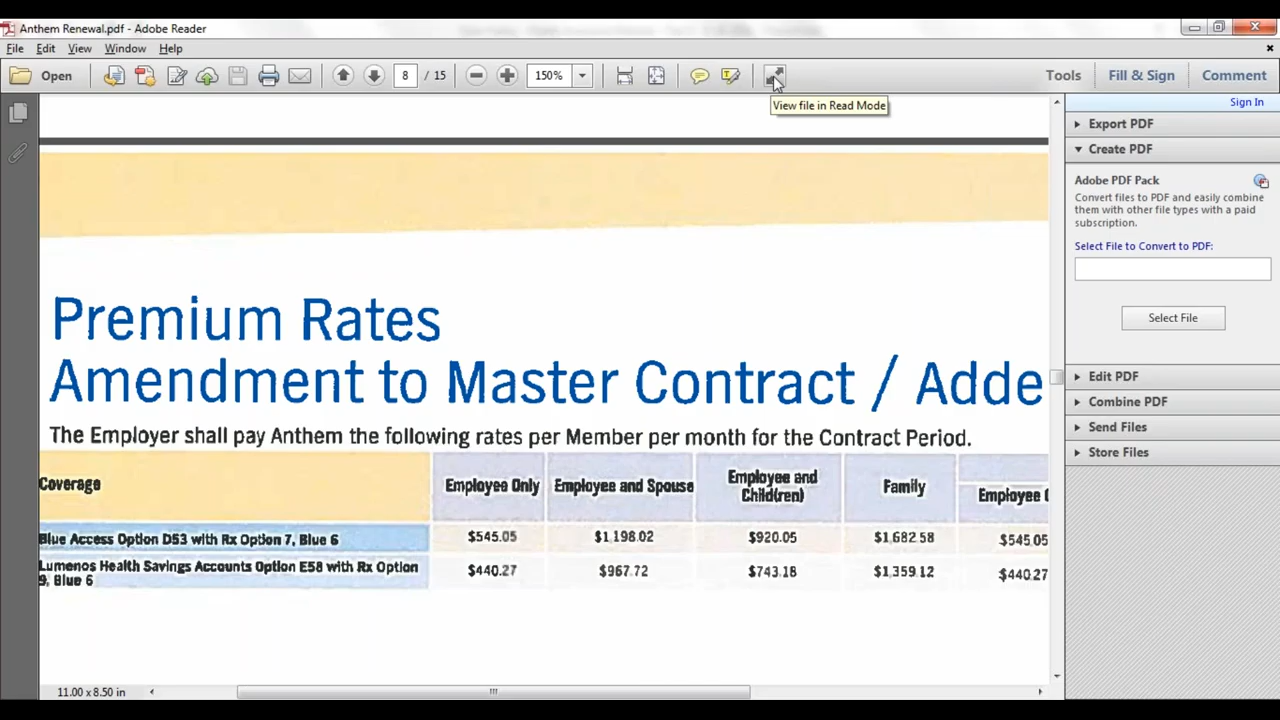 Anthem Renewal.pdf - Adobe Reader
File Edit View Window Help
Open 8 / 15 150% Tools Fill & Sign Comment
View file in Read Mode
Sign In
Export PDF
Create PDF
Adobe PDF Pack
Convert files to PDF and easily combine
them with other file types with a paid
subscription.
Select File to Convert to PDF:
Select File
Edit PDF
Combine PDF
Send Files
Store Files
Premium Rates
Amendment to Master Contract / Adde
The Employer shall pay Anthem the following rates per Member per month for the Contract Period.
Coverage Employee Only Employee and Spouse Employee and Child(ren) Family Employee O
Blue Access Option D53 with Rx Option 7, Blue 6 $545.05 $1,198.02 $920.05 $1,682.58 $545.05
Lumenos Health Savings Accounts Option E58 with Rx Option
9, Blue 6 $440.27 $967.72 $743.18 $1,359.12 $440.27
11.00 x 8.50 in